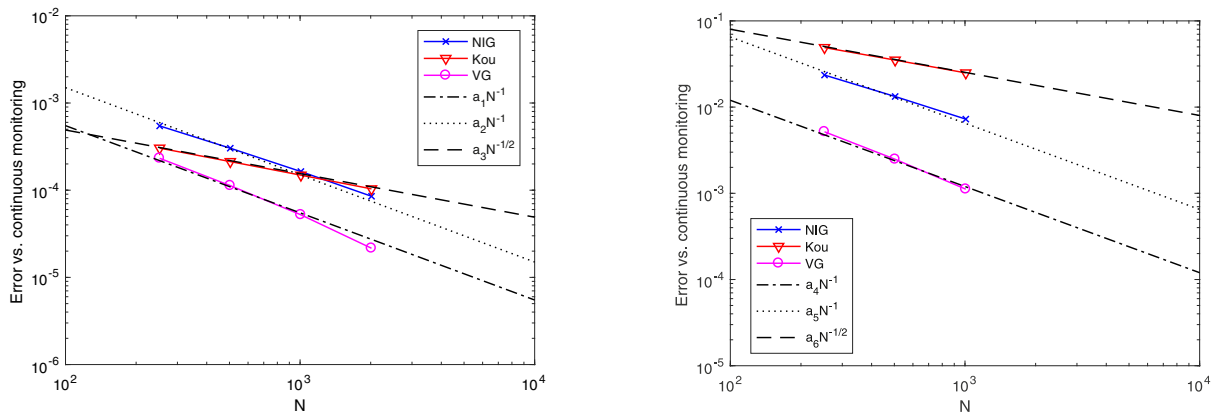 Error vs. continuous monitoring
10^-2
10^-3
10^-4
10^-5
10^-6
10^2
10^3
10^4
N
NIG
Kou
VG
a_1N^-1
a_2N^-1
a_3N^-1/2
Error vs. continuous monitoring
10^-1
10^-2
10^-3
10^-4
10^-5
10^2
10^3
10^4
N
NIG
Kou
VG
a_4N^-1
a_5N^-1
a_6N^-1/2